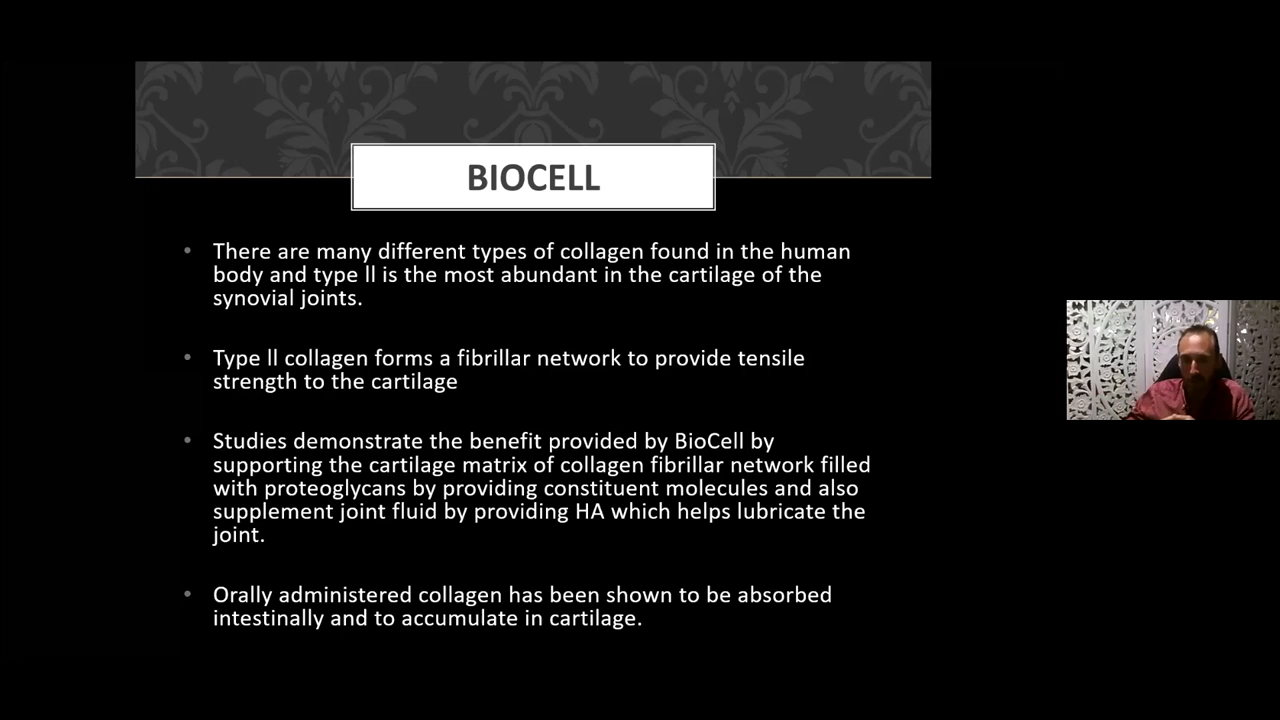 BIOCELL
There are many different types of collagen found in the human
body and type ll is the most abundant in the cartilage of the
synovial joints.
Type ll collagen forms a fibrillar network to provide tensile
strength to the cartilage
Studies demonstrate the benefit provided by BioCell by
supporting the cartilage matrix of collagen fibrillar network filled
with proteoglycans by providing constituent molecules and also
supplement joint fluid by providing HA which helps lubricate the
joint.
Orally administered collagen has been shown to be absorbed
intestinally and to accumulate in cartilage.